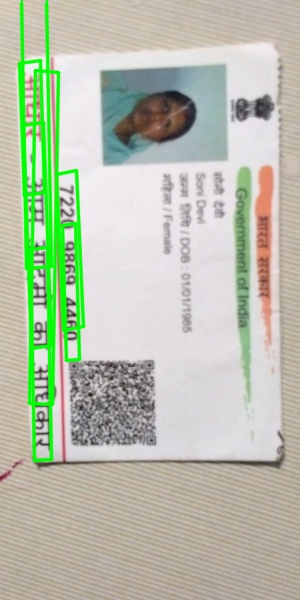 भारत सरकार
Government of India
सोनी देवी
Soni Devi
जन्म तिथि / DOB : 01/01/1985
महिला / Female
7220 9869 4460
आधार - आम आदमी का अधिकार